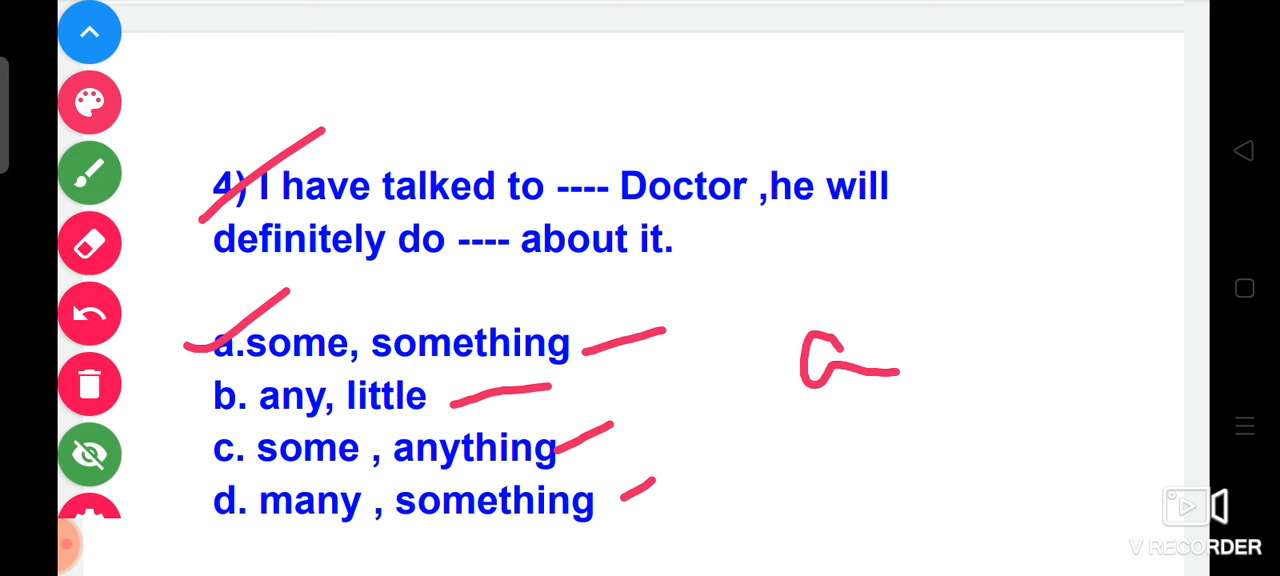 4) I have talked to ---- Doctor ,he will
definitely do ---- about it.
a.some, something
b. any, little
c. some , anything
d. many , something
a
V RECORDER